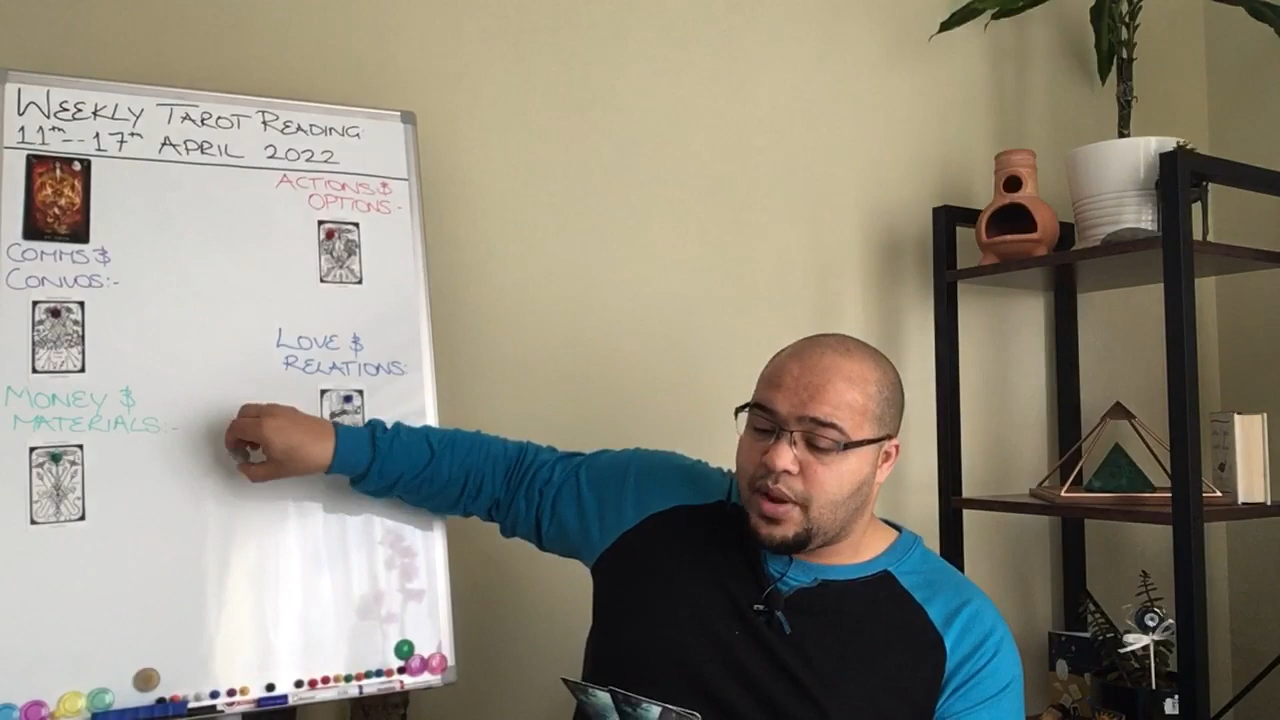 WEEKLY TAROT READING:
11th -- 17th APRIL 2022
ACTIONS &
OPTIONS:-
COMMS &
CONVOS:-
LOVE &
RELATIONS:
MONEY &
MATERIALS:-